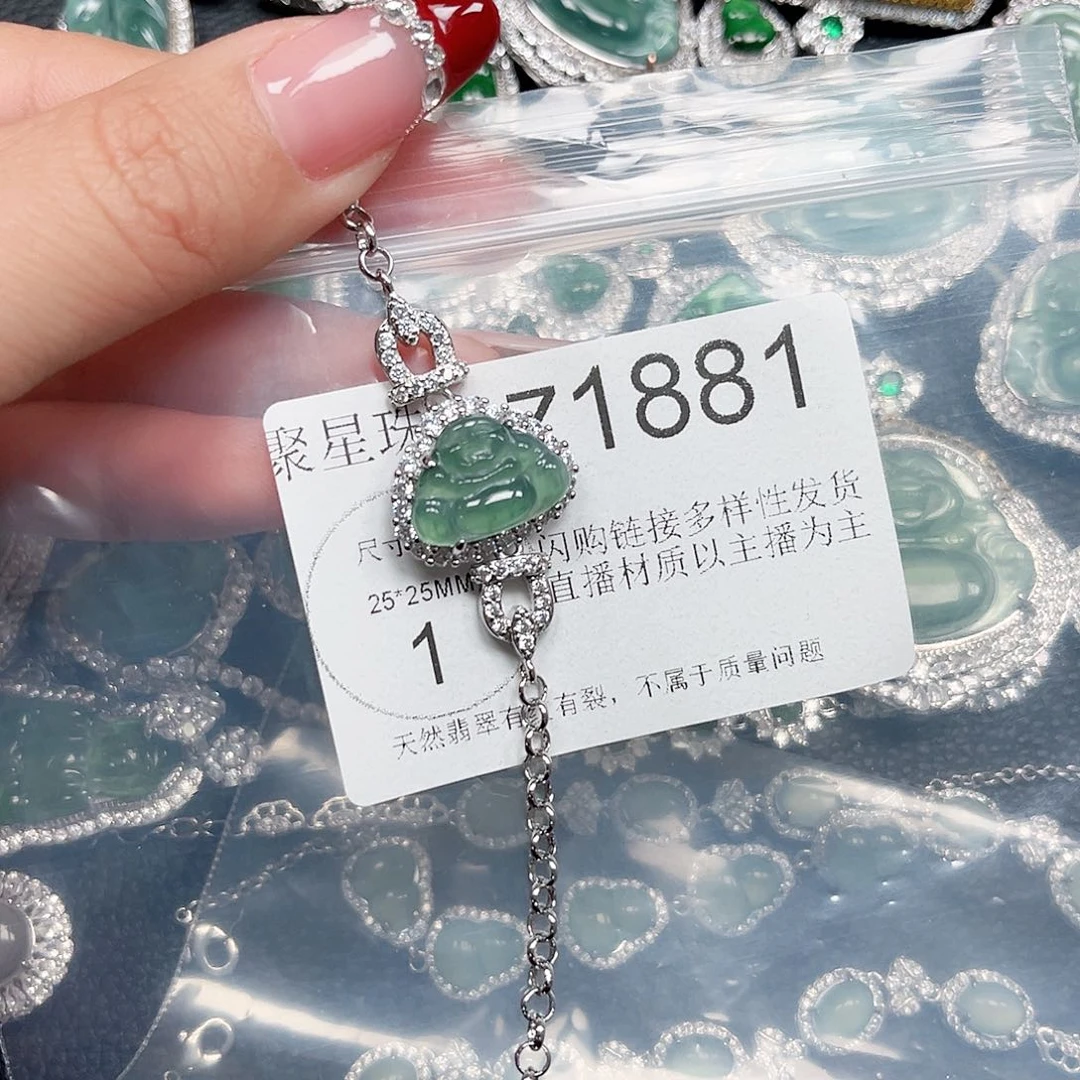 聚星珠 71881
尺寸
闪购链接多样性发货
25*25MM
直播材质以主播为主
1
天然翡翠有 有裂，不属于质量问题